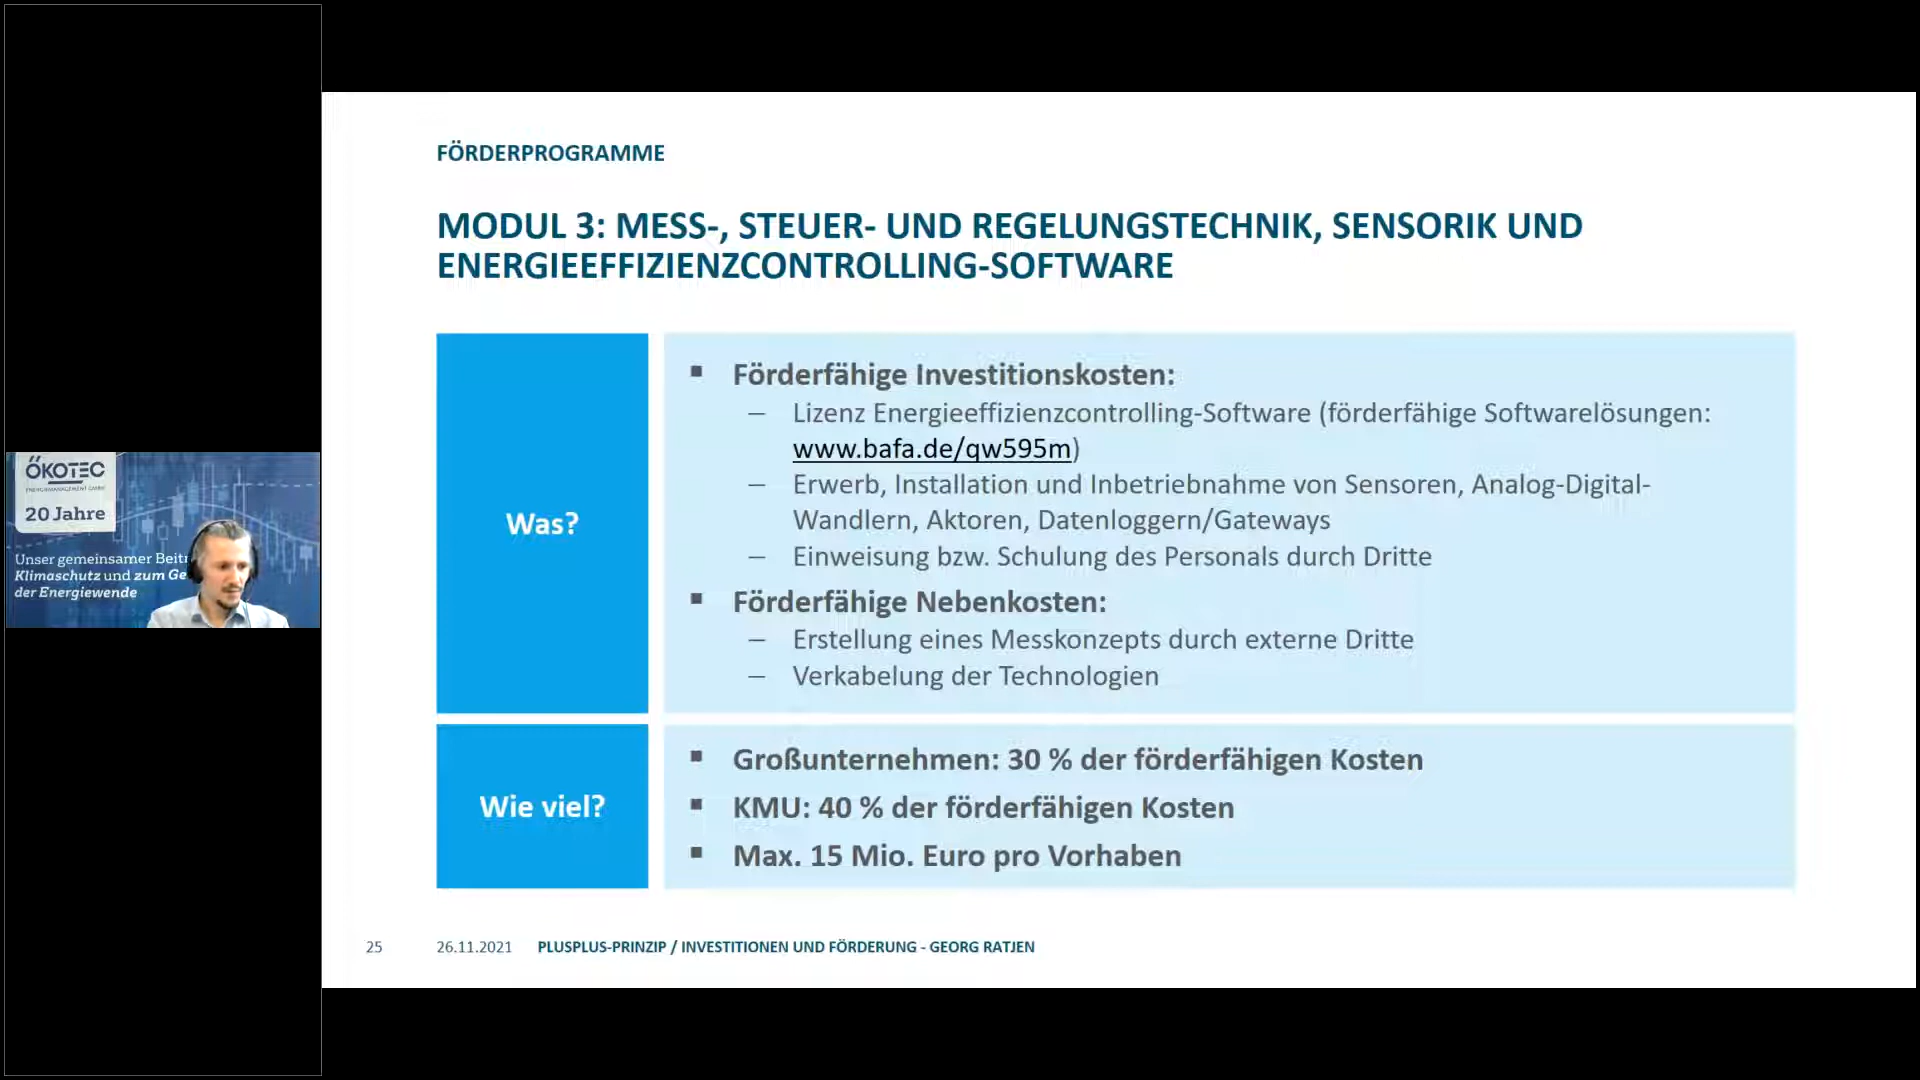 FÖRDERPROGRAMME
MODUL 3: MESS-, STEUER- UND REGELUNGSTECHNIK, SENSORIK UND
ENERGIEEFFIZIENZCONTROLLING-SOFTWARE
Was?
▪ Förderfähige Investitionskosten:
– Lizenz Energieeffizienzcontrolling-Software (förderfähige Softwarelösungen:
www.bafa.de/qw595m)
– Erwerb, Installation und Inbetriebnahme von Sensoren, Analog-Digital-
Wandlern, Aktoren, Datenloggern/Gateways
– Einweisung bzw. Schulung des Personals durch Dritte
▪ Förderfähige Nebenkosten:
– Erstellung eines Messkonzepts durch externe Dritte
– Verkabelung der Technologien
Wie viel?
▪ Großunternehmen: 30 % der förderfähigen Kosten
▪ KMU: 40 % der förderfähigen Kosten
▪ Max. 15 Mio. Euro pro Vorhaben
25 26.11.2021 PLUSPLUS-PRINZIP / INVESTITIONEN UND FÖRDERUNG - GEORG RATJEN
ÖKOTEC
ENERGIEMANAGEMENT GMBH
20 Jahre
Unser gemeinsamer Beitr
Klimaschutz und zum Ge
der Energiewende